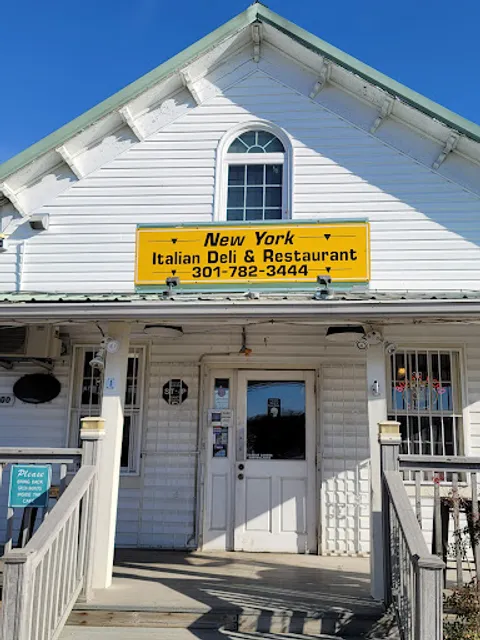 New York
Italian Deli & Restaurant
301-782-3444
Please